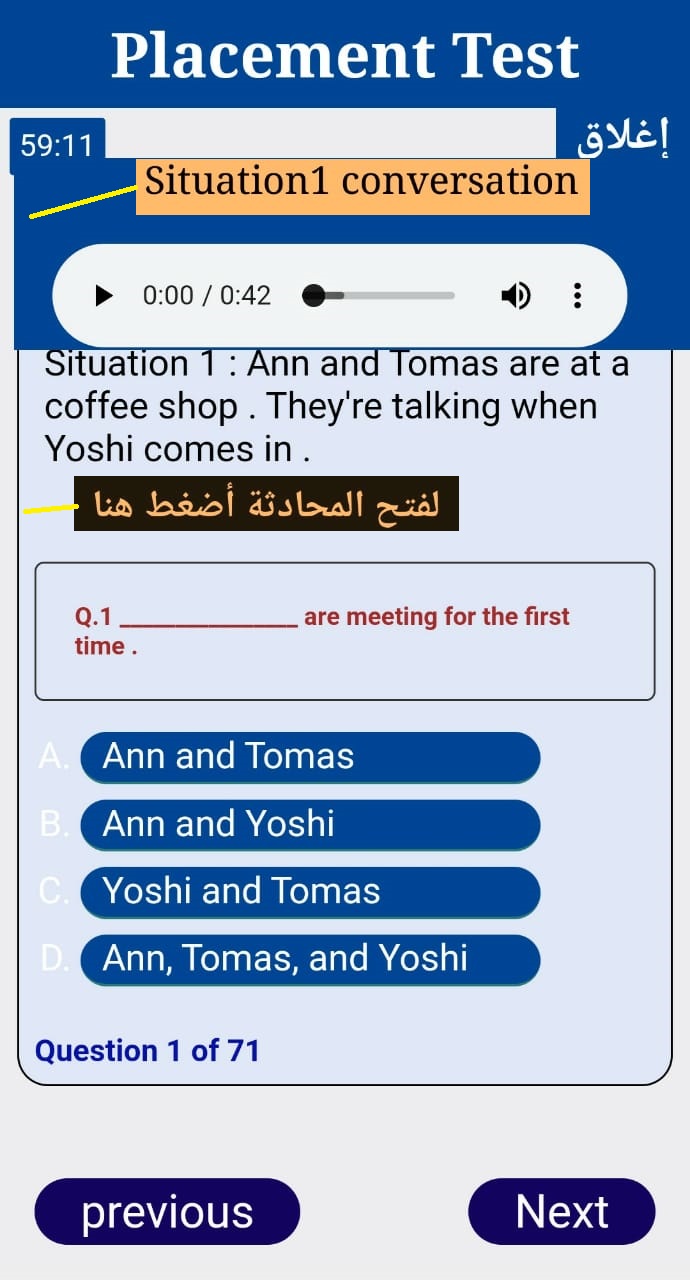 Placement Test
59:11
إغلاق
Situation1 conversation
0:00 / 0:42
Situation 1 : Ann and Tomas are at a
coffee shop . They're talking when
Yoshi comes in .
لفتح المحادثة أضغط هنا
Q.1 ______________ are meeting for the first
time .
A. Ann and Tomas
B. Ann and Yoshi
C. Yoshi and Tomas
D. Ann, Tomas, and Yoshi
Question 1 of 71
previous
Next